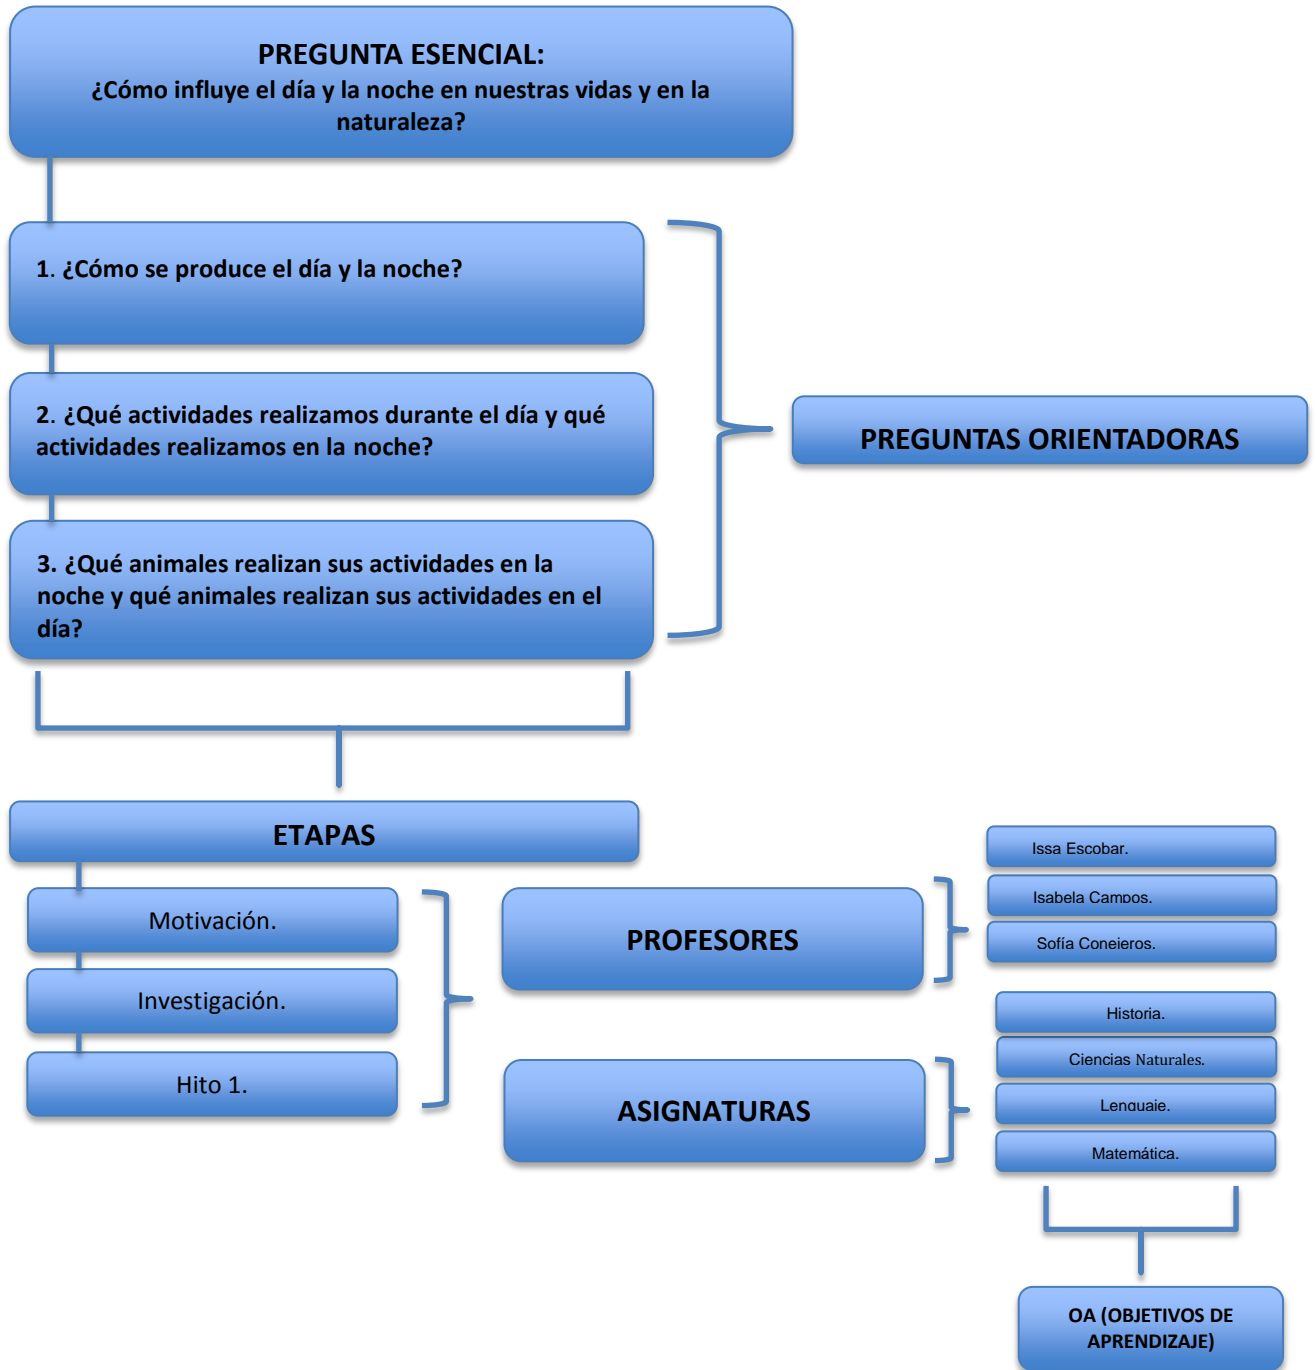 PREGUNTA ESENCIAL:
¿Cómo influye el día y la noche en nuestras vidas y en la
naturaleza?
1. ¿Cómo se produce el día y la noche?
2. ¿Qué actividades realizamos durante el día y qué
actividades realizamos en la noche?
3. ¿Qué animales realizan sus actividades en la
noche y qué animales realizan sus actividades en el
día?
PREGUNTAS ORIENTADORAS
ETAPAS
Motivación.
Investigación.
Hito 1.
PROFESORES
Issa Escobar.
Isabela Campos.
Sofía Conejeros.
ASIGNATURAS
Historia.
Ciencias Naturales.
Lenguaje.
Matemática.
OA (OBJETIVOS DE
APRENDIZAJE)